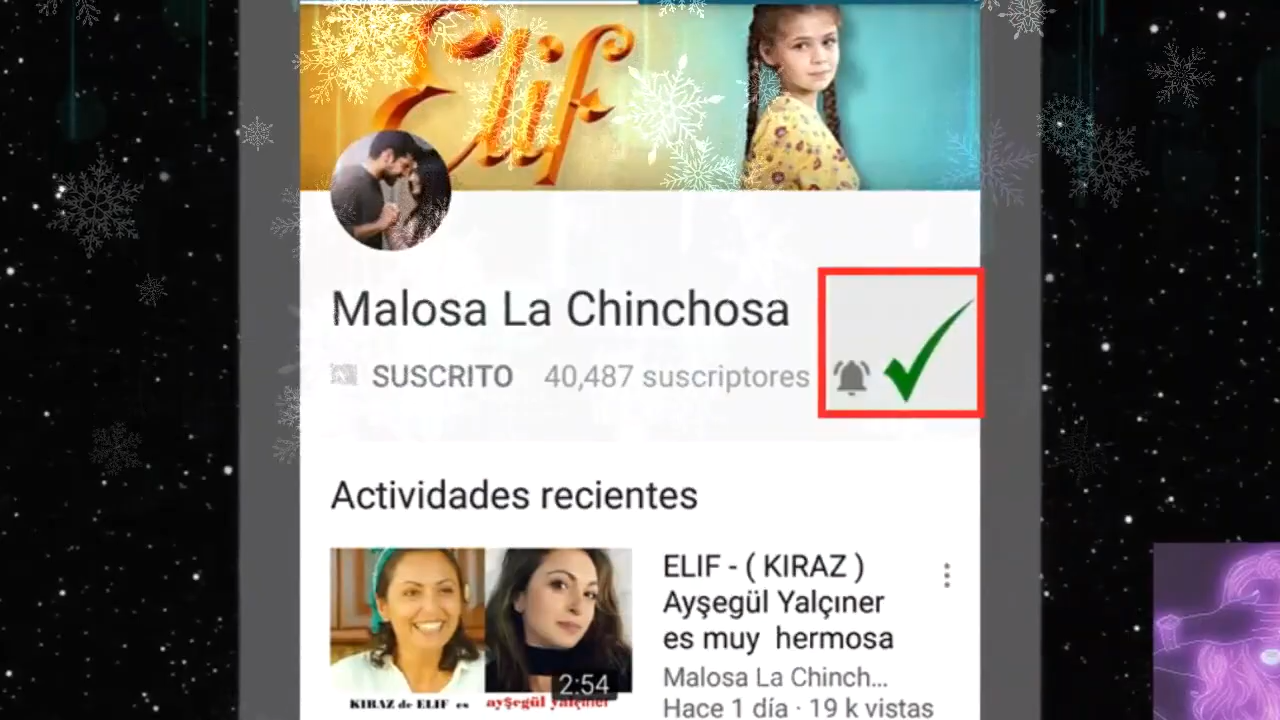 Elif
Malosa La Chinchosa
SUSCRITO 40,487 suscriptores
Actividades recientes
ELIF - ( KIRAZ )
Ayşegül Yalçıner
es muy hermosa
2:54
KIRAZ de ELIF es ayşegül yalçıner
Malosa La Chinch...
Hace 1 día · 19 k vistas